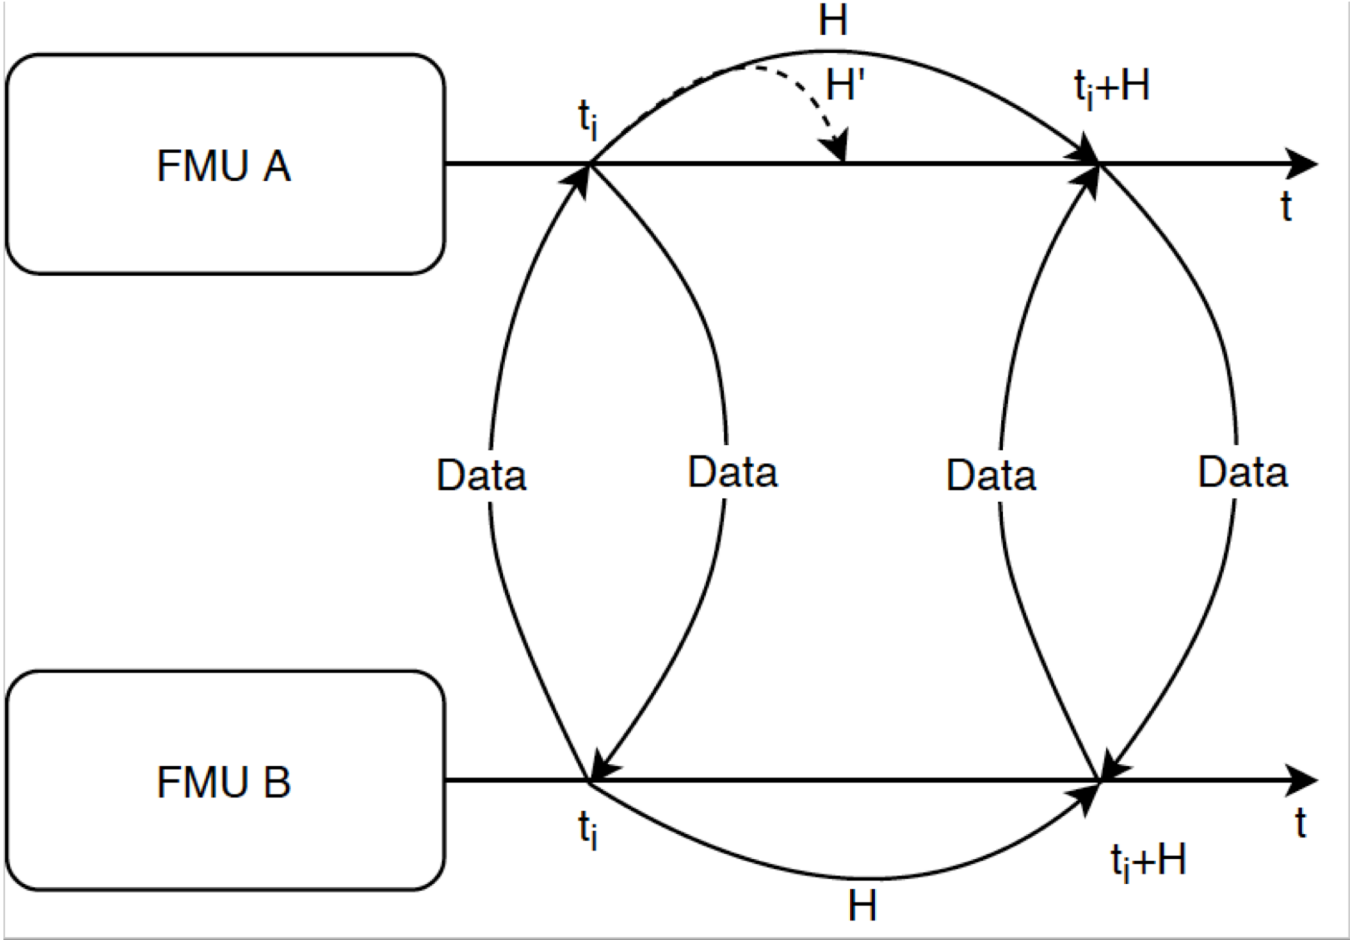 H
H'
tᵢ
tᵢ+H
FMU A
t
Data
Data
Data
Data
FMU B
tᵢ
t
tᵢ+H
H